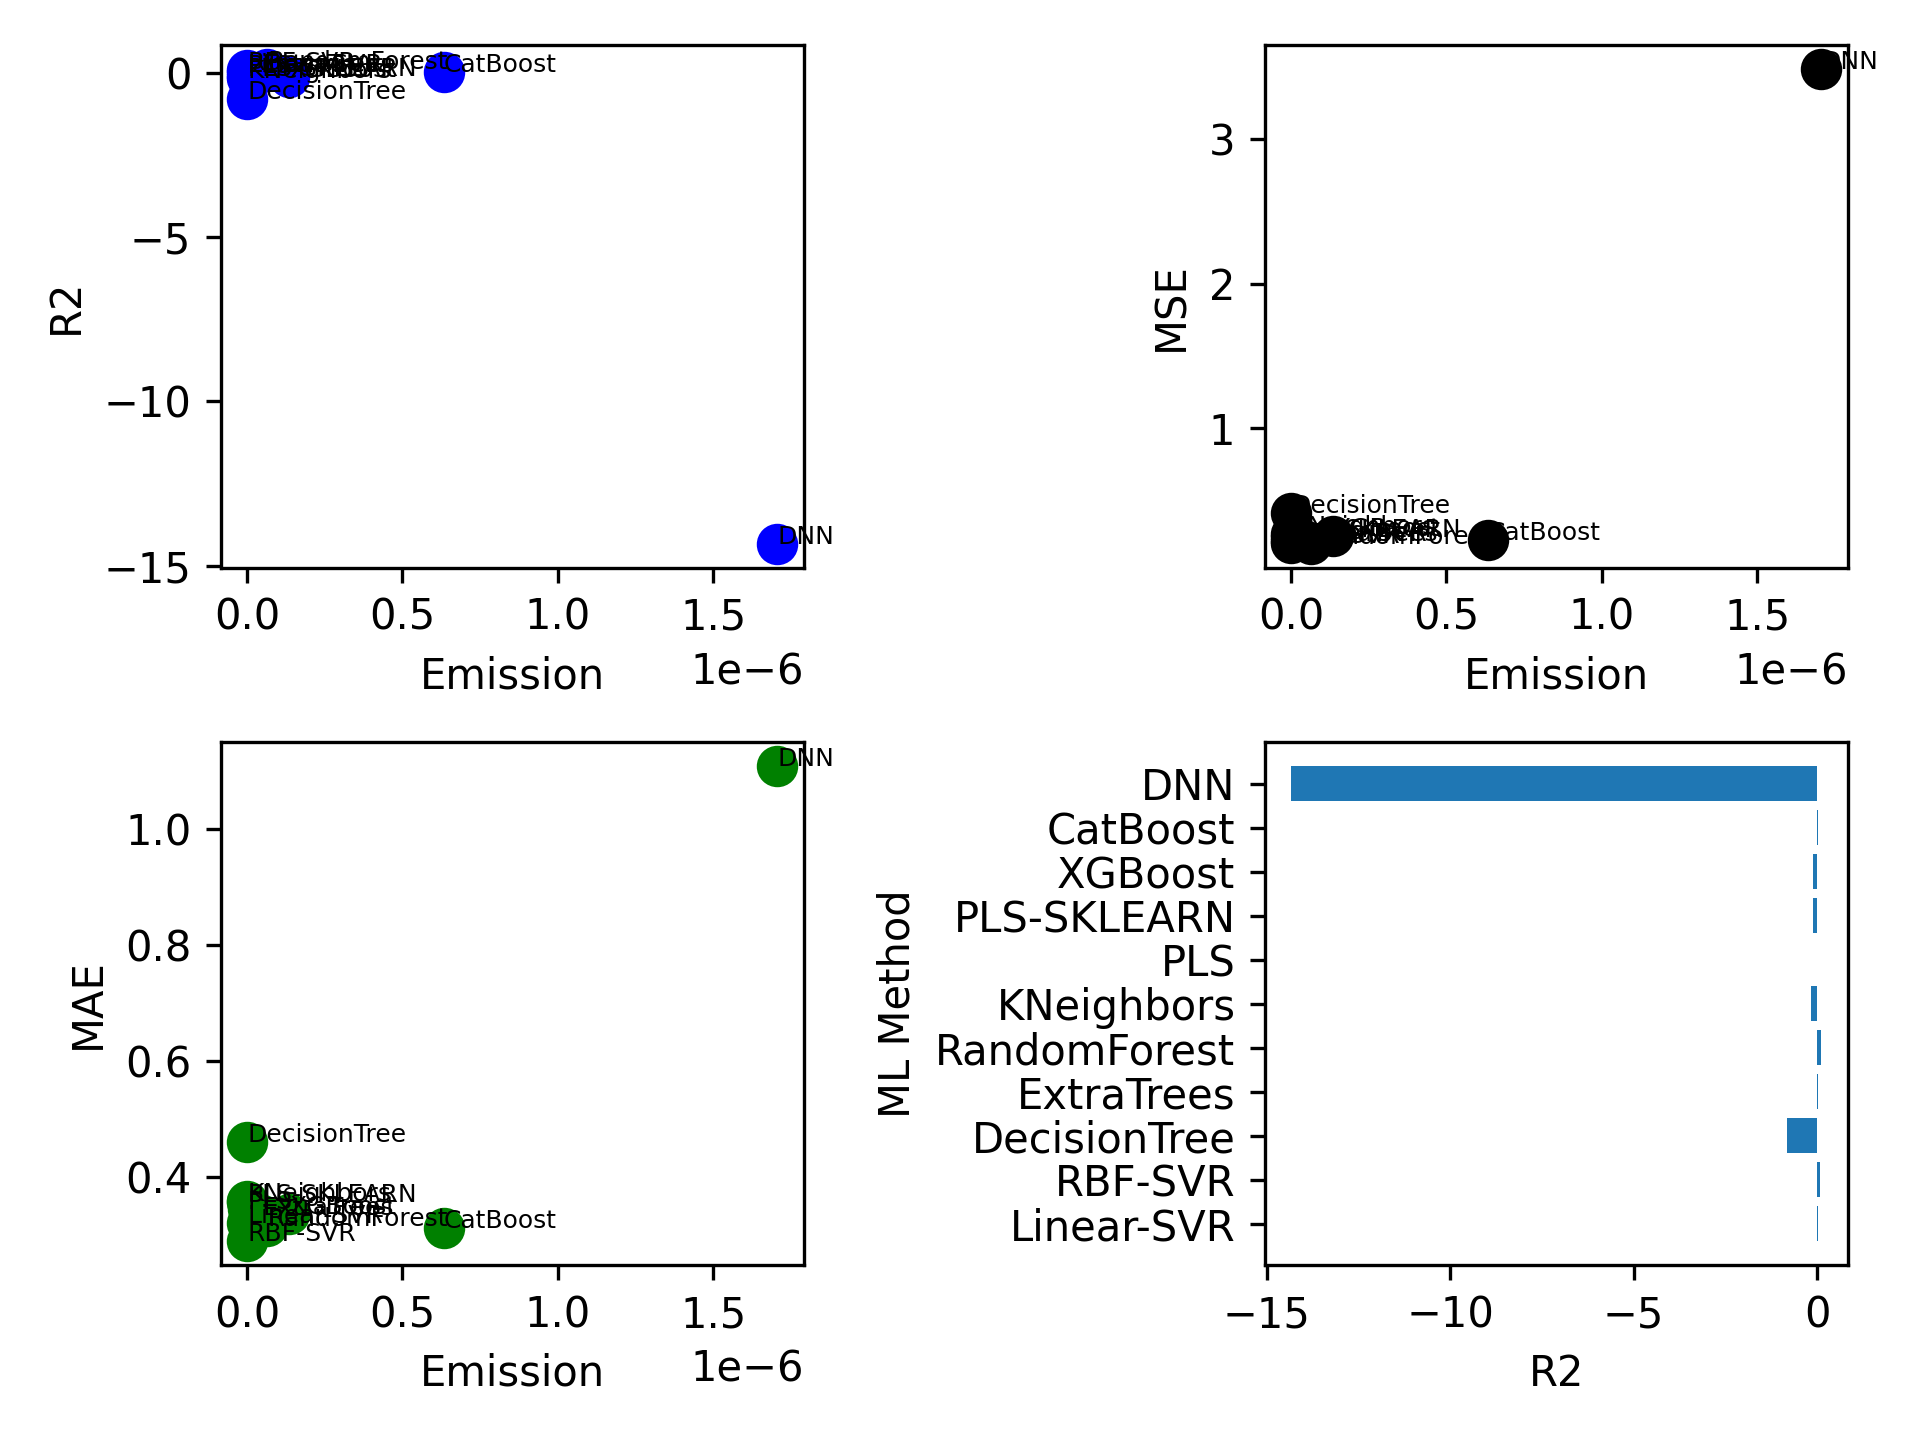 0
−5
−10
−15
R2
CatBoost
DecisionTree
DNN
0.0 0.5 1.0 1.5
1e−6
Emission
3
2
1
MSE
DecisionTree
CatBoost
0.0 0.5 1.0 1.5
1e−6
Emission
1.0
0.8
0.6
0.4
MAE
DNN
DecisionTree
KNeighbors
PLS-SKLEARN
RandomForest
CatBoost
RBF-SVR
0.0 0.5 1.0 1.5
1e−6
Emission
ML Method
DNN
CatBoost
XGBoost
PLS-SKLEARN
PLS
KNeighbors
RandomForest
ExtraTrees
DecisionTree
RBF-SVR
Linear-SVR
−15 −10 −5 0
R2